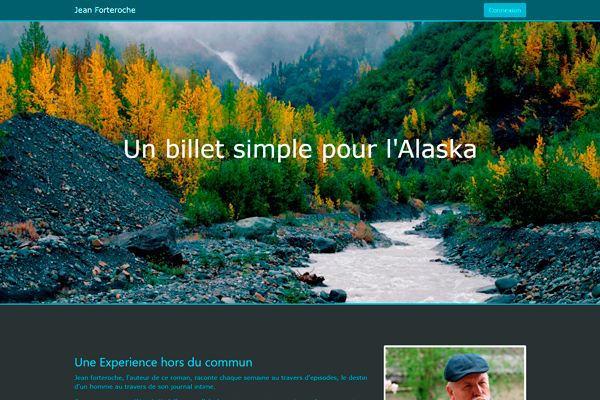 Jean Forteroche
Connexion
Un billet simple pour l'Alaska
Une Experience hors du commun
Jean forteroche, l'auteur de ce roman, raconte chaque semaine au travers d'episodes, le destin
d'un homme au travers de son journal intime.